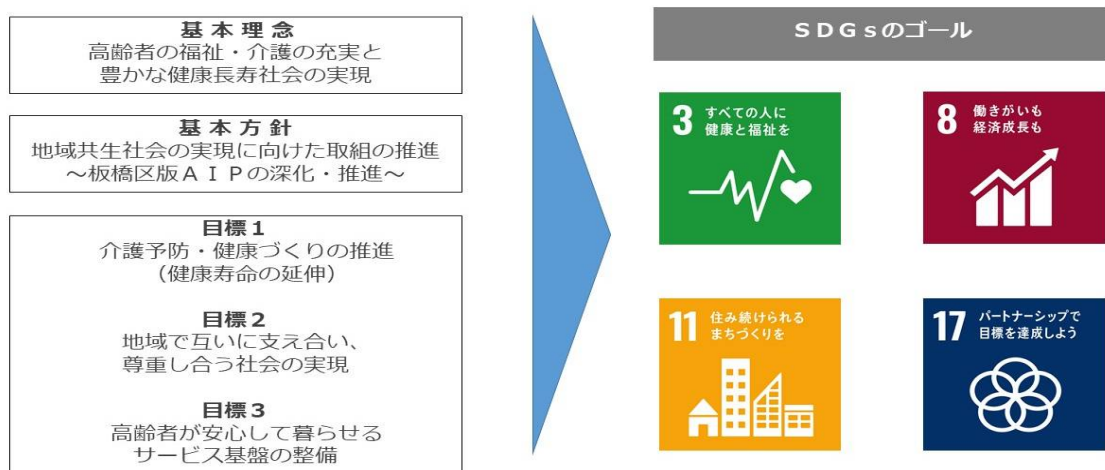 基本理念
高齢者の福祉・介護の充実と
豊かな健康長寿社会の実現
基本方針
地域共生社会の実現に向けた取組の推進
～板橋区版ＡＩＰの深化・推進～
目標１
介護予防・健康づくりの推進
（健康寿命の延伸）
目標２
地域で互いに支え合い、
尊重し合う社会の実現
目標３
高齢者が安心して暮らせる
サービス基盤の整備
ＳＤＧｓのゴール
3 すべての人に
健康と福祉を
8 働きがいも
経済成長も
11 住み続けられる
まちづくりを
17 パートナーシップで
目標を達成しよう